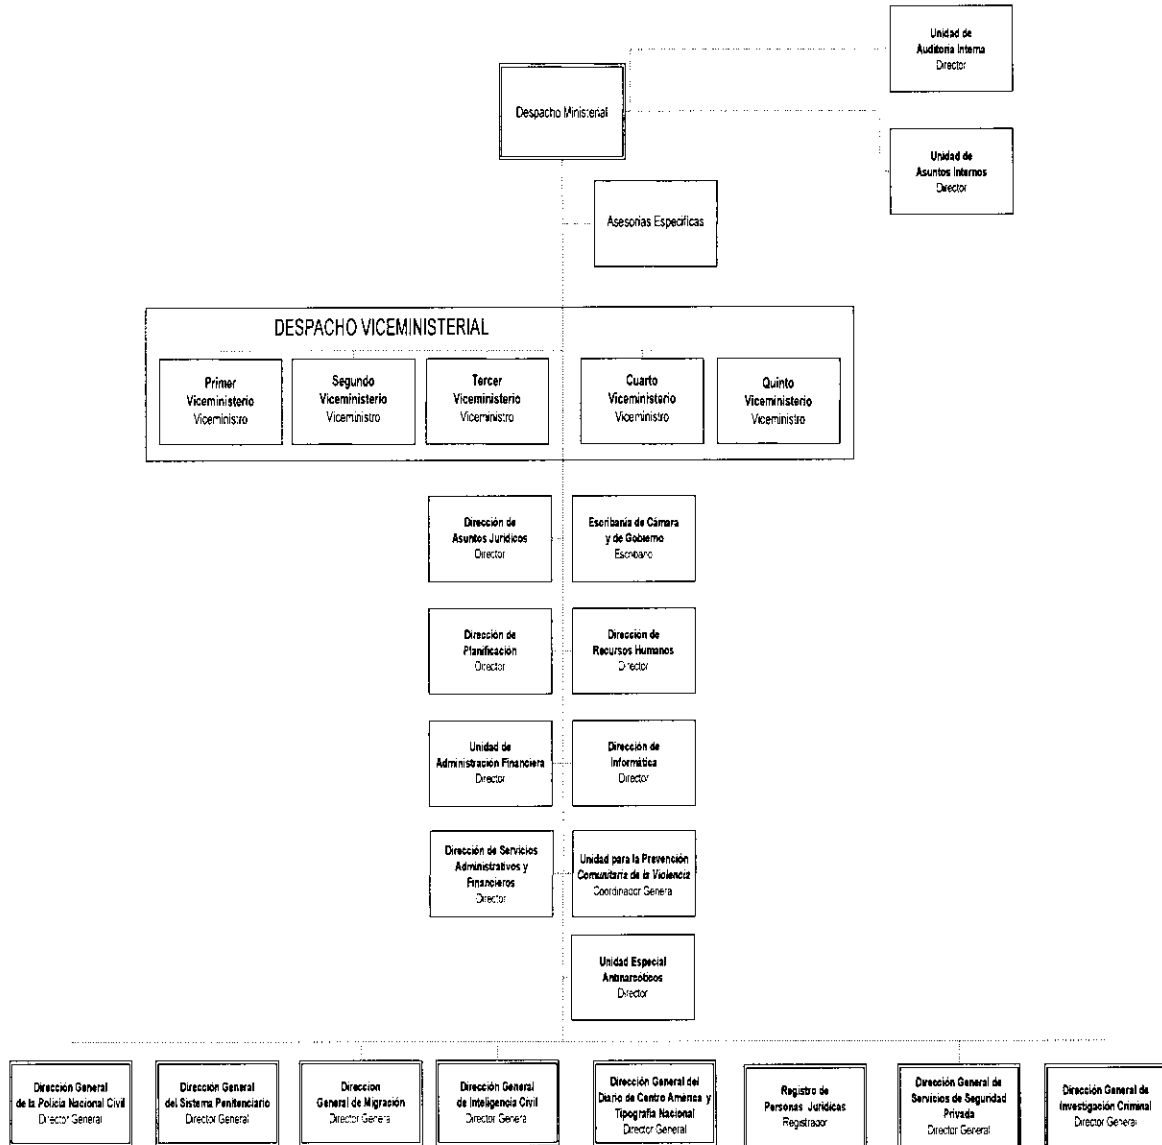 Unidad de
Auditoría Interna
Director
Despacho Ministerial
Unidad de
Asuntos Internos
Director
Asesorías Específicas
DESPACHO VICEMINISTERIAL
Primer
Viceministerio
Viceministro
Segundo
Viceministerio
Viceministro
Tercer
Viceministerio
Viceministro
Cuarto
Viceministerio
Viceministro
Quinto
Viceministerio
Viceministro
Dirección de
Asuntos Jurídicos
Director
Escribanía de Cámara
y de Gobierno
Escribano
Dirección de
Planificación
Director
Dirección de
Recursos Humanos
Director
Unidad de
Administración Financiera
Director
Dirección de
Informática
Director
Dirección de Servicios
Administrativos y
Financieros
Director
Unidad para la Prevención
Comunitaria de la Violencia
Coordinador General
Unidad Especial
Antinarcóticos
Director
Dirección General
de la Policía Nacional Civil
Director General
Dirección General
del Sistema Penitenciario
Director General
Direccion
General de Migración
Director General
Dirección General
de Inteligencia Civil
Director General
Dirección General del
Diario de Centro América y
Tipografía Nacional
Director General
Registro de
Personas Jurídicas
Registrador
Dirección General de
Servicios de Seguridad
Privada
Director General
Dirección General de
Investigación Criminal
Director General